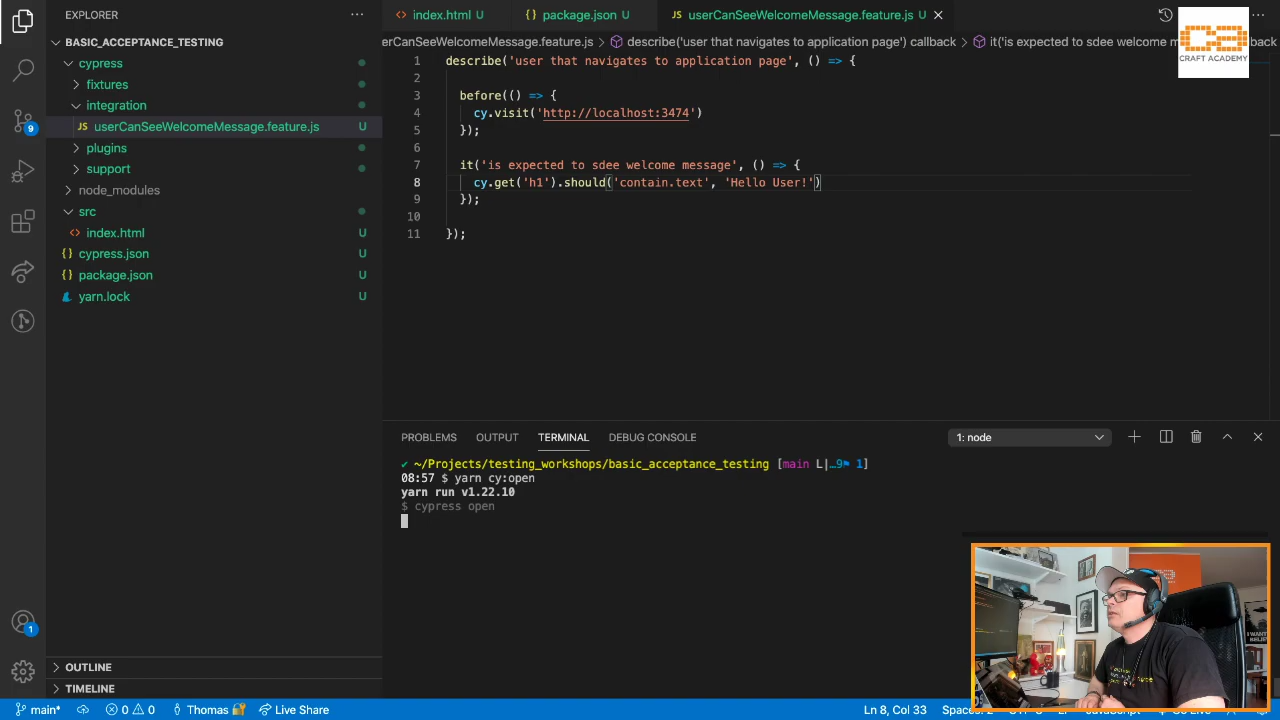 EXPLORER
BASIC_ACCEPTANCE_TESTING
cypress
fixtures
integration
JS userCanSeeWelcomeMessage.feature.js U
plugins
support
node_modules
src
<> index.html U
{} cypress.json U
{} package.json U
yarn.lock U
9
1
OUTLINE
TIMELINE
<> index.html U
{} package.json U
JS userCanSeeWelcomeMessage.feature.js U
erCanSeeWelcomeMessage.feature.js > describe('user that navigates to application page') callback > it('is expected to sdee welcome m
back
CRAFT ACADEMY
1 describe('user that navigates to application page', () => {
2
3 before(() => {
4 cy.visit('http://localhost:3474')
5 });
6
7 it('is expected to sdee welcome message', () => {
8 cy.get('h1').should('contain.text', 'Hello User!')
9 });
10
11 });
PROBLEMS OUTPUT TERMINAL DEBUG CONSOLE
1: node
✔ ~/Projects/testing_workshops/basic_acceptance_testing [main L|…9⚑ 1]
08:57 $ yarn cy:open
yarn run v1.22.10
$ cypress open
I WANT
main* 0 0 Thomas Live Share
Ln 8, Col 33